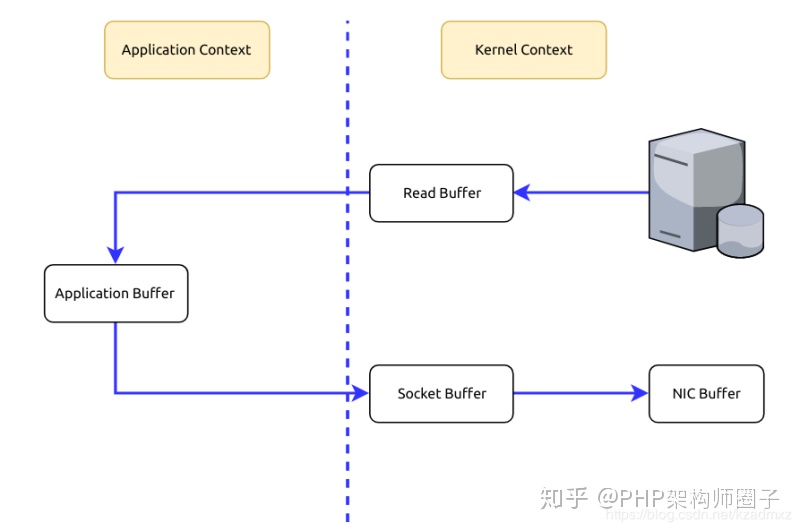 Application Context
Kernel Context
Read Buffer
Application Buffer
Socket Buffer
NIC Buffer
知乎 @PHP架构师圈子
https://blog.csdn.net/kzadmxz